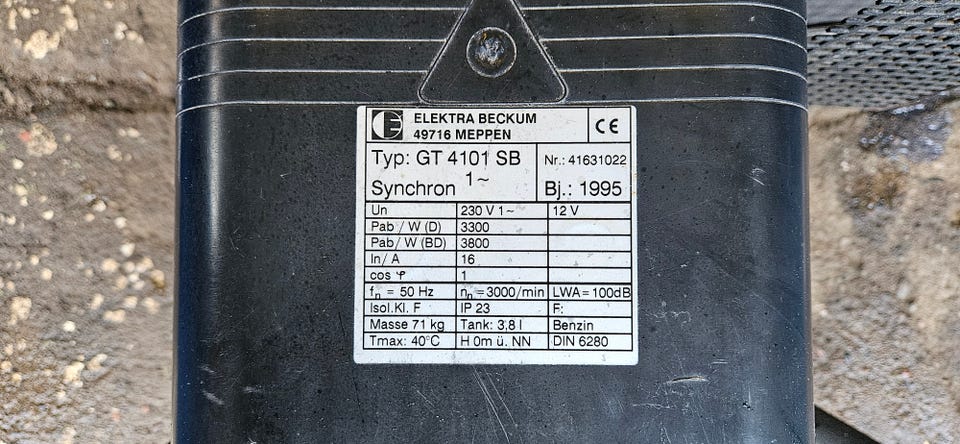 ELEKTRA BECKUM
49716 MEPPEN
CE
Typ: GT 4101 SB Nr.: 41631022
Synchron 1~ Bj.: 1995
Un 230 V 1~ 12 V
Pab / W (D) 3300
Pab / W (BD) 3800
In / A 16
cos φ 1
fn = 50 Hz nn = 3000/min LWA = 100dB
Isol.Kl. F IP 23 F:
Masse 71 kg Tank: 3,8 l Benzin
Tmax: 40°C H 0m ü. NN DIN 6280